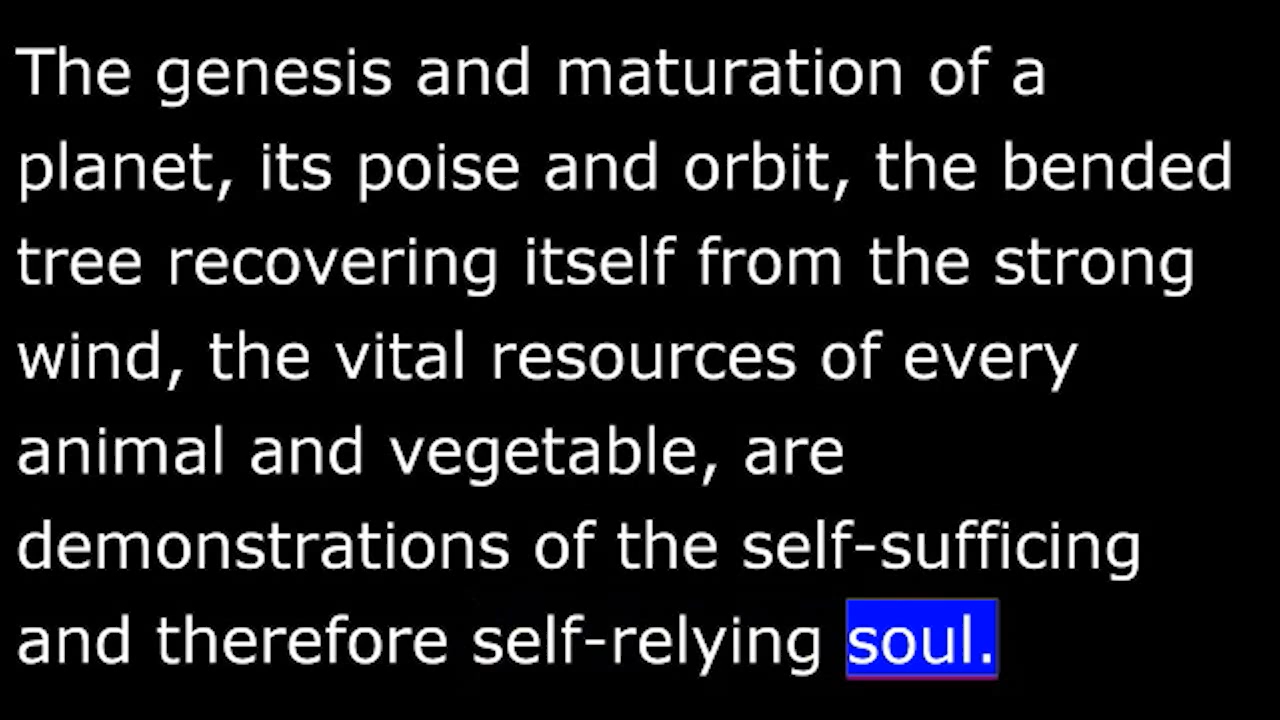 The genesis and maturation of a
planet, its poise and orbit, the bended
tree recovering itself from the strong
wind, the vital resources of every
animal and vegetable, are
demonstrations of the self-sufficing
and therefore self-relying soul.